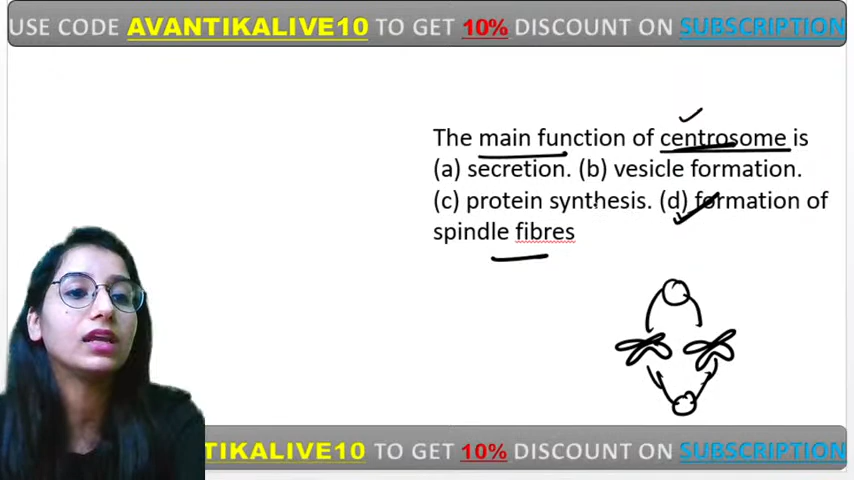 USE CODE AVANTIKALIVE10 TO GET 10% DISCOUNT ON SUBSCRIPTION
The main function of centrosome is
(a) secretion. (b) vesicle formation.
(c) protein synthesis. (d) formation of
spindle fibres
TIKALIVE10 TO GET 10% DISCOUNT ON SUBSCRIPTION